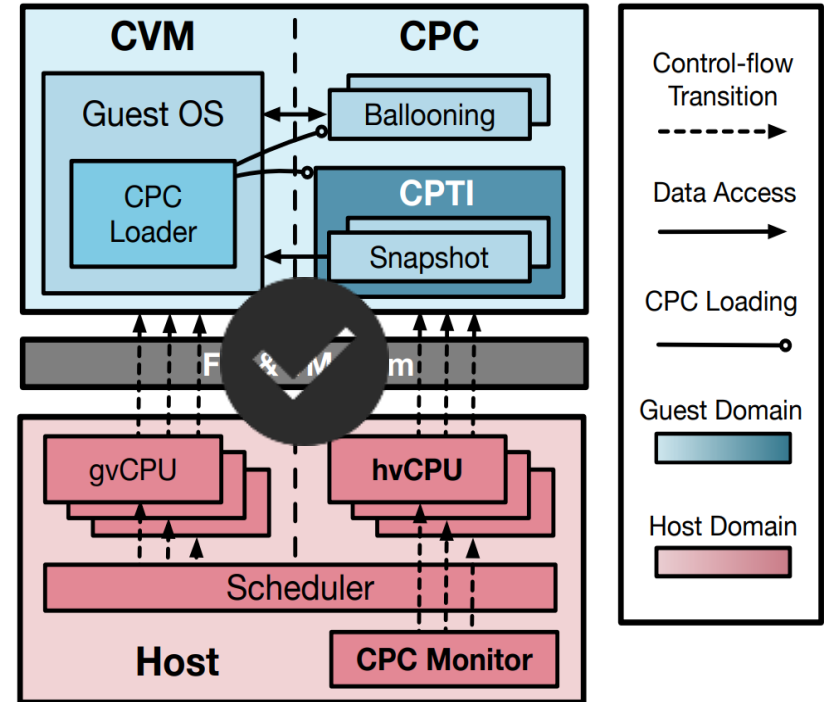 CVM
CPC
Guest OS
Ballooning
CPC
Loader
CPTI
Snapshot
&
gvCPU
hvCPU
Scheduler
Host
CPC Monitor
Control-flow
Transition
Data Access
CPC Loading
Guest Domain
Host Domain